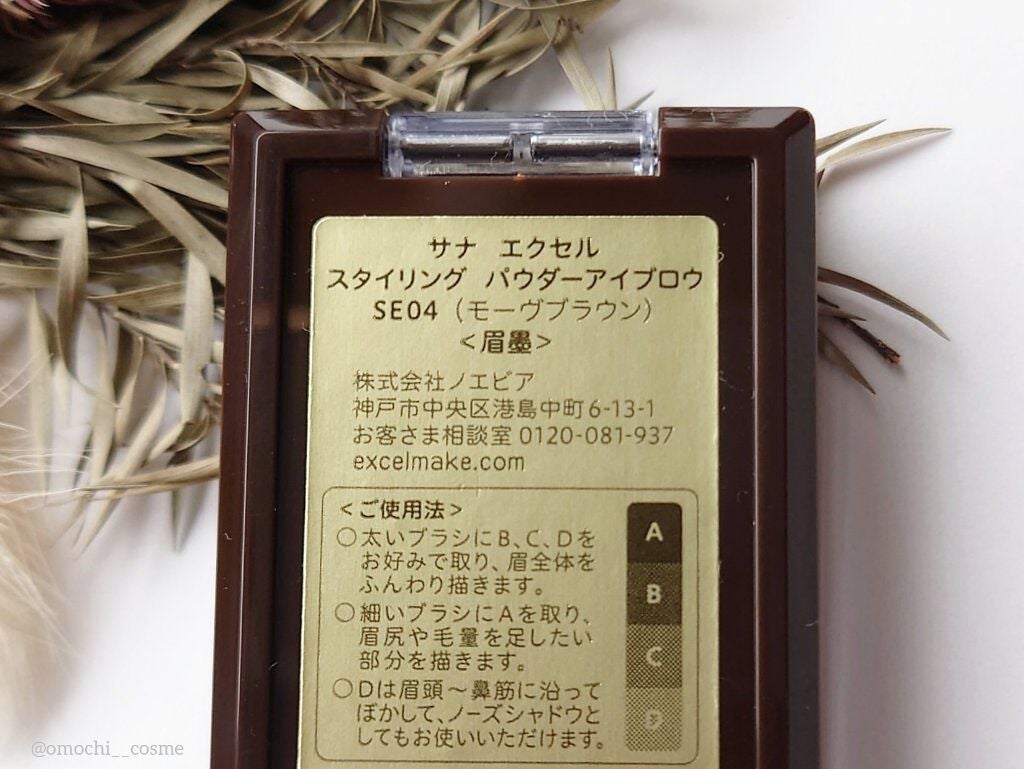 サナ エクセル
スタイリング パウダーアイブロウ
SE04（モーヴブラウン）
＜眉墨＞
株式会社ノエビア
神戸市中央区港島中町6-13-1
お客さま相談室 0120-081-937
excelmake.com
＜ご使用法＞
○太いブラシにB、C、Dを
お好みで取り、眉全体を
ふんわり描きます。
○細いブラシにAを取り、
眉尻や毛量を足したい
部分を描きます。
○Dは眉頭～鼻筋に沿って
ぼかして、ノーズシャドウと
してもお使いいただけます。
A
B
C
D
@omochi__cosme